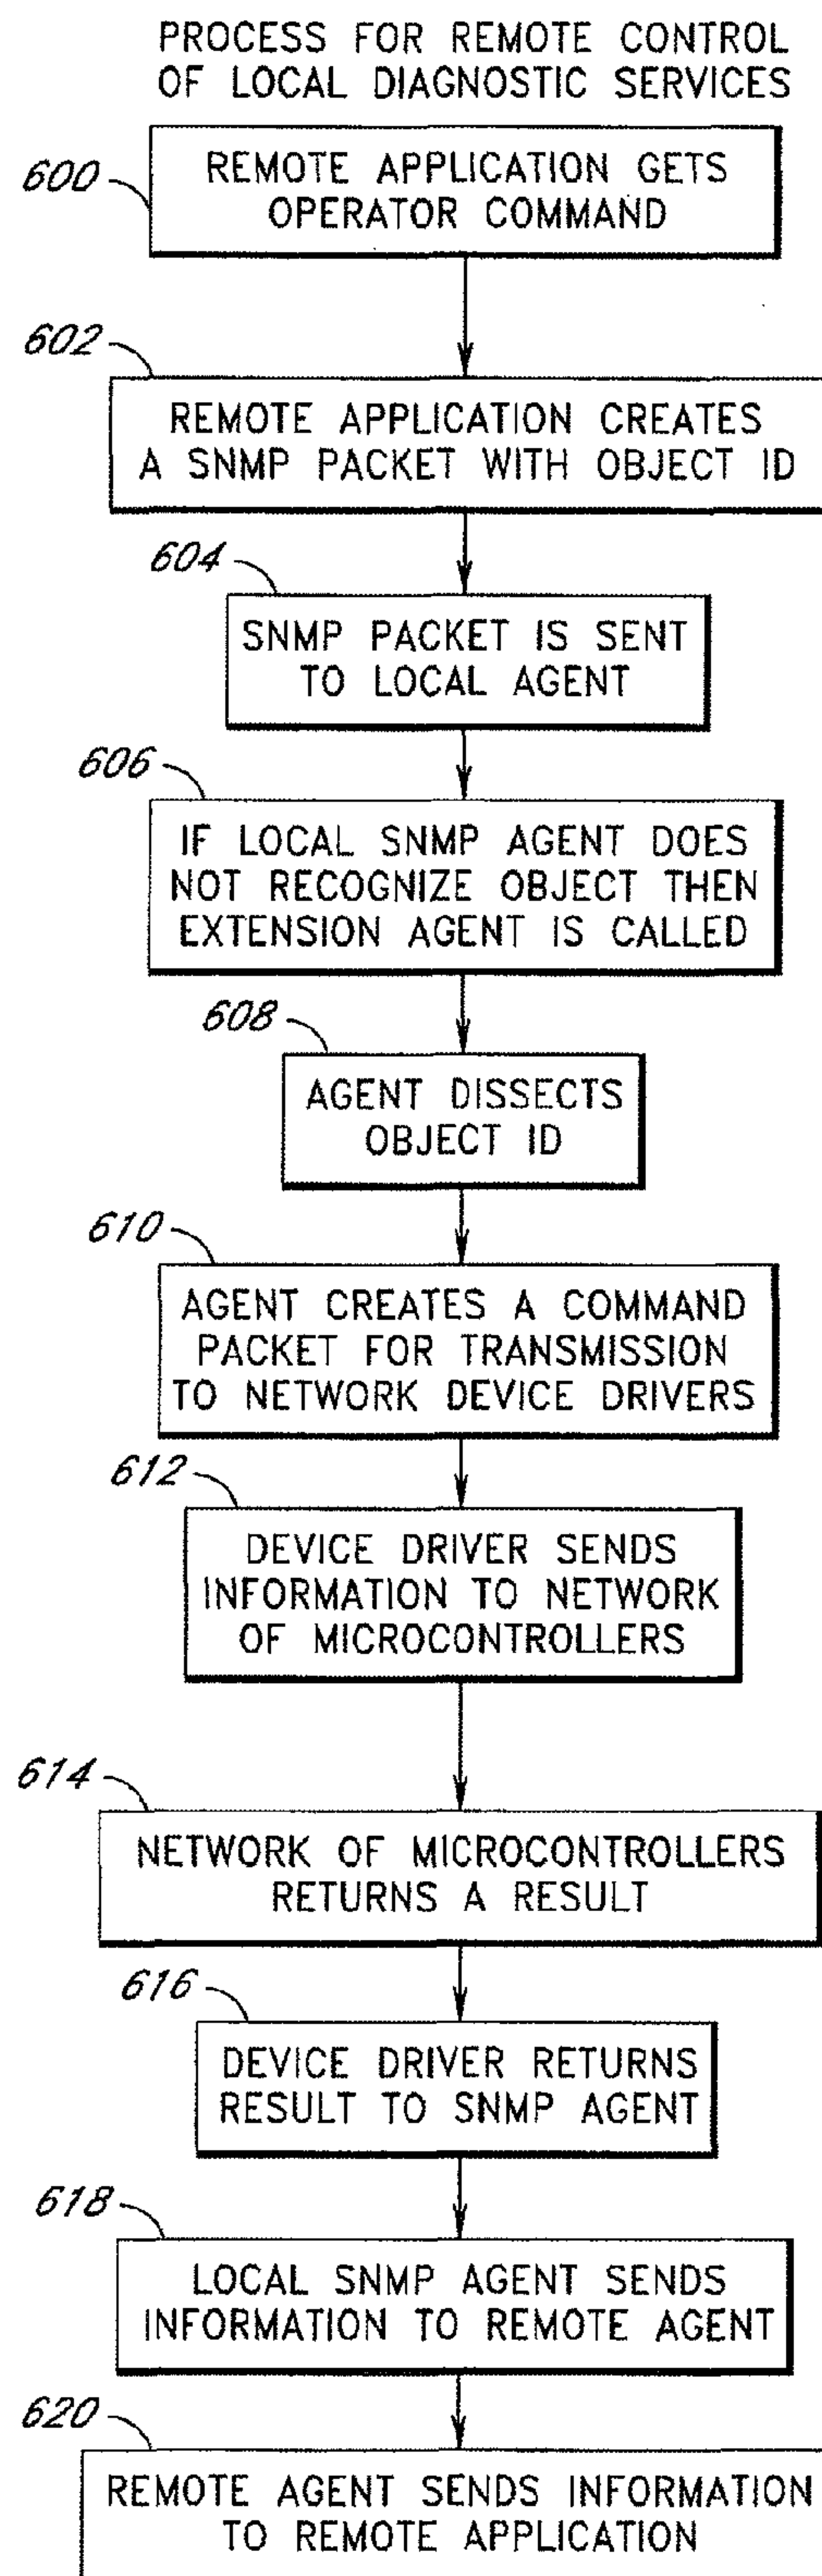 PROCESS FOR REMOTE CONTROL
OF LOCAL DIAGNOSTIC SERVICES
600
REMOTE APPLICATION GETS
OPERATOR COMMAND
602
REMOTE APPLICATION CREATES
A SNMP PACKET WITH OBJECT ID
604
SNMP PACKET IS SENT
TO LOCAL AGENT
606
IF LOCAL SNMP AGENT DOES
NOT RECOGNIZE OBJECT THEN
EXTENSION AGENT IS CALLED
608
AGENT DISSECTS
OBJECT ID
610
AGENT CREATES A COMMAND
PACKET FOR TRANSMISSION
TO NETWORK DEVICE DRIVERS
612
DEVICE DRIVER SENDS
INFORMATION TO NETWORK
OF MICROCONTROLLERS
614
NETWORK OF MICROCONTROLLERS
RETURNS A RESULT
616
DEVICE DRIVER RETURNS
RESULT TO SNMP AGENT
618
LOCAL SNMP AGENT SENDS
INFORMATION TO REMOTE AGENT
620
REMOTE AGENT SENDS INFORMATION
TO REMOTE APPLICATION